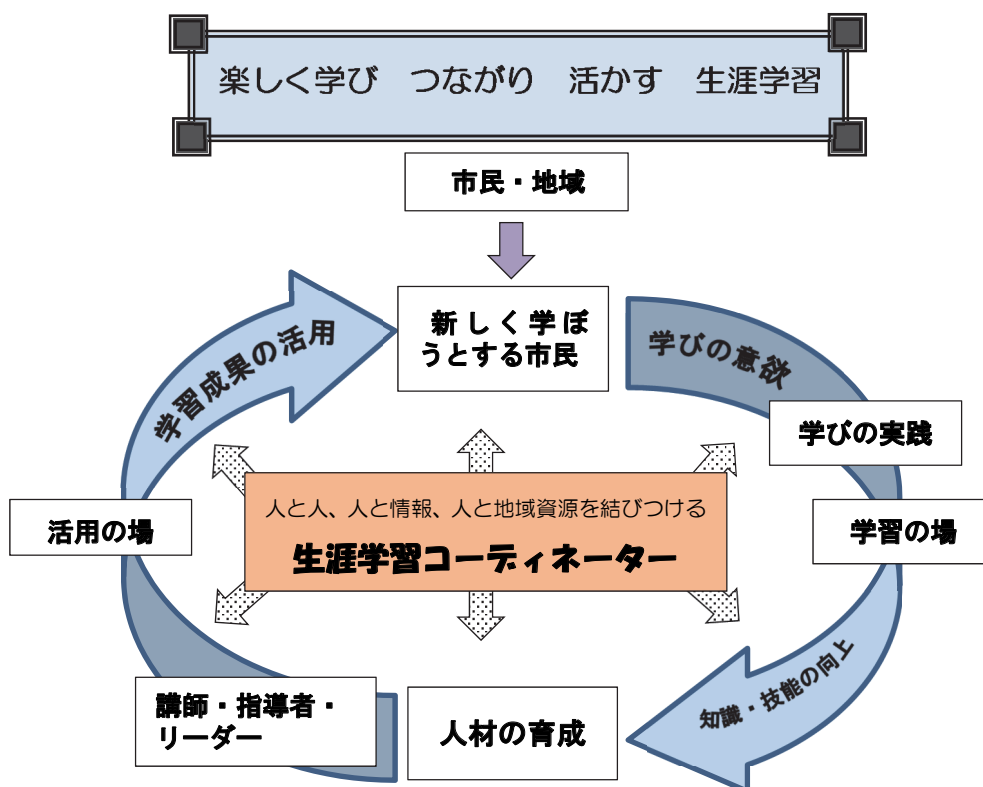 楽しく学び　つながり　活かす　生涯学習
市民・地域
新しく学ぼ
うとする市民
学びの意欲
学習成果の活用
学びの実践
人と人、人と情報、人と地域資源を結びつける
生涯学習コーディネーター
活用の場
学習の場
知識・技能の向上
講師・指導者・
リーダー
人材の育成